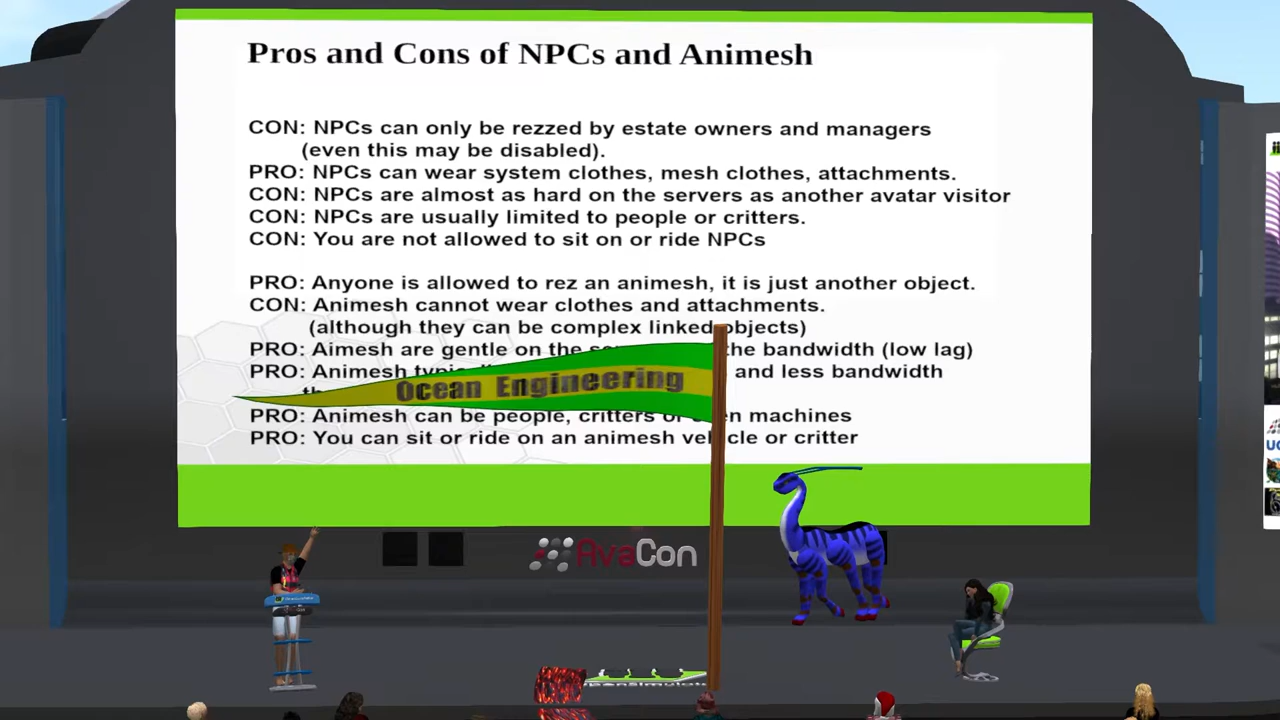 Pros and Cons of NPCs and Animesh
CON: NPCs can only be rezzed by estate owners and managers
(even this may be disabled).
PRO: NPCs can wear system clothes, mesh clothes, attachments.
CON: NPCs are almost as hard on the servers as another avatar visitor
CON: NPCs are usually limited to people or critters.
CON: You are not allowed to sit on or ride NPCs
PRO: Anyone is allowed to rez an animesh, it is just another object.
CON: Animesh cannot wear clothes and attachments.
(although they can be complex linked objects)
PRO: Aimesh are gentle on the the bandwidth (low lag)
PRO: Animesh and less bandwidth
Ocean Engineering
PRO: Animesh can be people, critters or machines
PRO: You can sit or ride on an animesh vehicle or critter
AvaCon